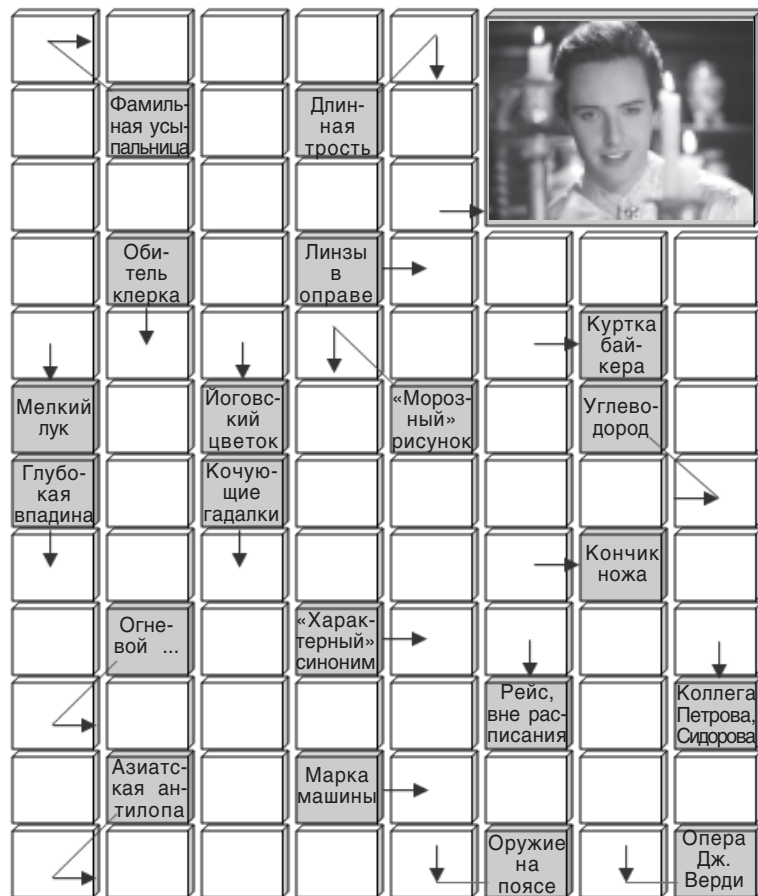 Фамиль-
ная усы-
пальница
Длин-
ная
трость
Оби-
тель
клерка
Линзы
в
оправе
Куртка
бай-
кера
Мелкий
лук
Йоговс-
кий
цветок
«Мороз-
ный»
рисунок
Углево-
дород
Глубо-
кая
впадина
Кочую-
щие
гадалки
Кончик
ножа
Огне-
вой ...
«Харак-
терный»
синоним
Рейс,
вне рас-
писания
Коллега
Петрова,
Сидорова
Азиатс-
кая ан-
тилопа
Марка
машины
Оружие
на
поясе
Опера
Дж.
Верди